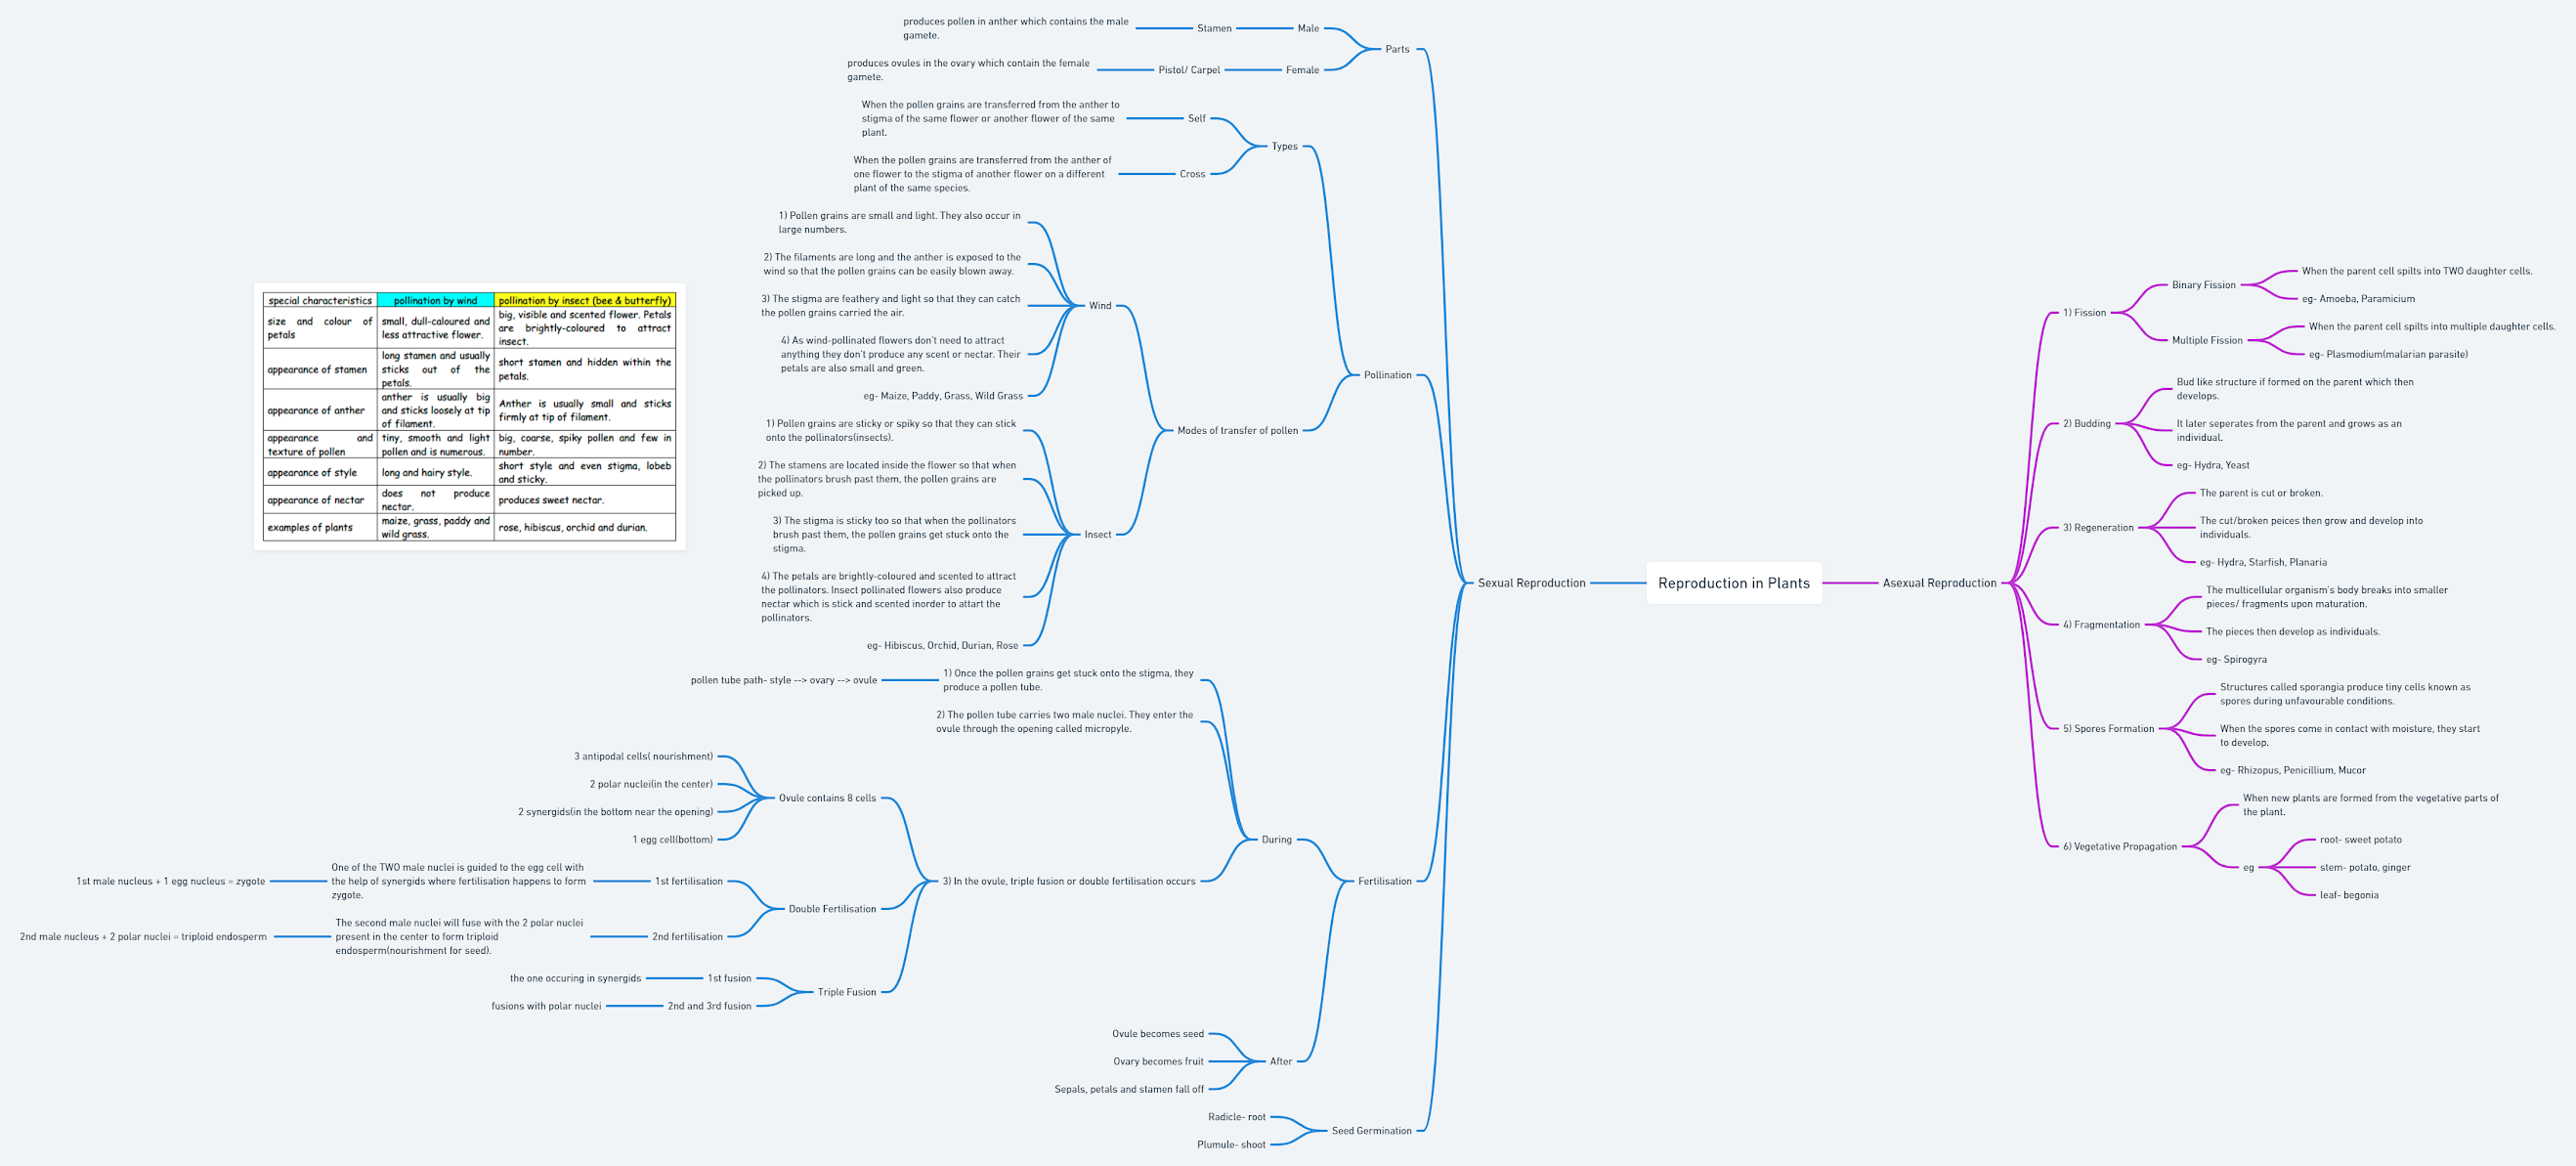 Reproduction in Plants
Sexual Reproduction
Parts
Male
Stamen
produces pollen in anther which contains the male
gamete.
Female
Pistol/ Carpel
produces ovules in the ovary which contain the female
gamete.
Pollination
Types
Self
When the pollen grains are transferred from the anther to
stigma of the same flower or another flower of the same
plant.
Cross
When the pollen grains are transferred from the anther of
one flower to the stigma of another flower on a different
plant of the same species.
Modes of transfer of pollen
Wind
1) Pollen grains are small and light. They also occur in
large numbers.
2) The filaments are long and the anther is exposed to the
wind so that the pollen grains can be easily blown away.
3) The stigma are feathery and light so that they can catch
the pollen grains carried the air.
4) As wind-pollinated flowers don't need to attract
anything they don't produce any scent or nectar. Their
petals are also small and green.
eg- Maize, Paddy, Grass, Wild Grass
Insect
1) Pollen grains are sticky or spiky so that they can stick
onto the pollinators(insects).
2) The stamens are located inside the flower so that when
the pollinators brush past them, the pollen grains are
picked up.
3) The stigma is sticky too so that when the pollinators
brush past them, the pollen grains get stuck onto the
stigma.
4) The petals are brightly-coloured and scented to attract
the pollinators. Insect pollinated flowers also produce
nectar which is stick and scented inorder to attart the
pollinators.
eg- Hibiscus, Orchid, Durian, Rose
Fertilisation
During
1) Once the pollen grains get stuck onto the stigma, they
produce a pollen tube.
pollen tube path- style --> ovary --> ovule
2) The pollen tube carries two male nuclei. They enter the
ovule through the opening called micropyle.
3) In the ovule, triple fusion or double fertilisation occurs
Ovule contains 8 cells
3 antipodal cells( nourishment)
2 polar nuclei(in the center)
2 synergids(in the bottom near the opening)
1 egg cell(bottom)
Double Fertilisation
1st fertilisation
One of the TWO male nuclei is guided to the egg cell with
the help of synergids where fertilisation happens to form
zygote.
1st male nucleus + 1 egg nucleus = zygote
2nd fertilisation
The second male nuclei will fuse with the 2 polar nuclei
present in the center to form triploid
endosperm(nourishment for seed).
2nd male nucleus + 2 polar nuclei = triploid endosperm
Triple Fusion
1st fusion
the one occuring in synergids
2nd and 3rd fusion
fusions with polar nuclei
After
Ovule becomes seed
Ovary becomes fruit
Sepals, petals and stamen fall off
Seed Germination
Radicle- root
Plumule- shoot
special characteristics
pollination by wind
pollination by insect (bee & butterfly)
size and colour of
petals
small, dull-caloured and
less attractive flower.
big, visible and scented flower. Petals
are brightly-coloured to attract
insect.
appearance of stamen
long stamen and usually
sticks out of the
petals.
short stamen and hidden within the
petals.
appearance of anther
anther is usually big
and sticks loosely at tip
of filament.
Anther is usually small and sticks
firmly at tip of filament.
appearance and
texture of pollen
tiny, smooth and light
pollen and is numerous.
big, coarse, spiky pollen and few in
number.
appearance of style
long and hairy style.
short style and even stigma, lobeb
and sticky.
appearance of nectar
does not produce
nectar.
produces sweet nectar.
examples of plants
maize, grass, paddy and
wild grass.
rose, hibiscus, orchid and durian.
Asexual Reproduction
1) Fission
Binary Fission
When the parent cell spilts into TWO daughter cells.
eg- Amoeba, Paramicium
Multiple Fission
When the parent cell spilts into multiple daughter cells.
eg- Plasmodium(malarian parasite)
2) Budding
Bud like structure if formed on the parent which then
develops.
It later seperates from the parent and grows as an
individual.
eg- Hydra, Yeast
3) Regeneration
The parent is cut or broken.
The cut/broken peices then grow and develop into
individuals.
eg- Hydra, Starfish, Planaria
4) Fragmentation
The multicellular organism's body breaks into smaller
pieces/ fragments upon maturation.
The pieces then develop as individuals.
eg- Spirogyra
5) Spores Formation
Structures called sporangia produce tiny cells known as
spores during unfavourable conditions.
When the spores come in contact with moisture, they start
to develop.
eg- Rhizopus, Penicillium, Mucor
6) Vegetative Propagation
When new plants are formed from the vegetative parts of
the plant.
eg
root- sweet potato
stem- potato, ginger
leaf- begonia